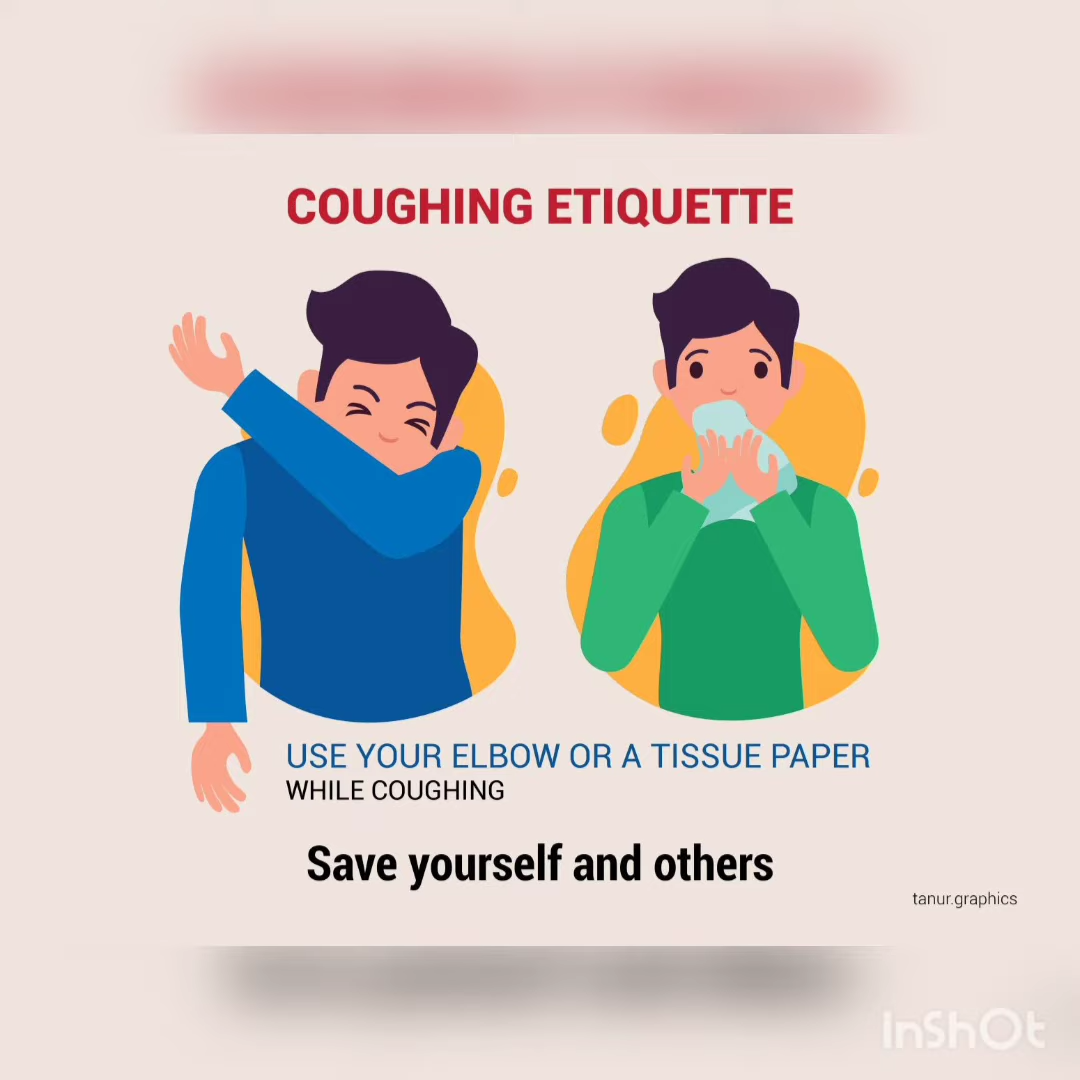 COUGHING ETIQUETTE
USE YOUR ELBOW OR A TISSUE PAPER
WHILE COUGHING
Save yourself and others
tanur.graphics
InShOt